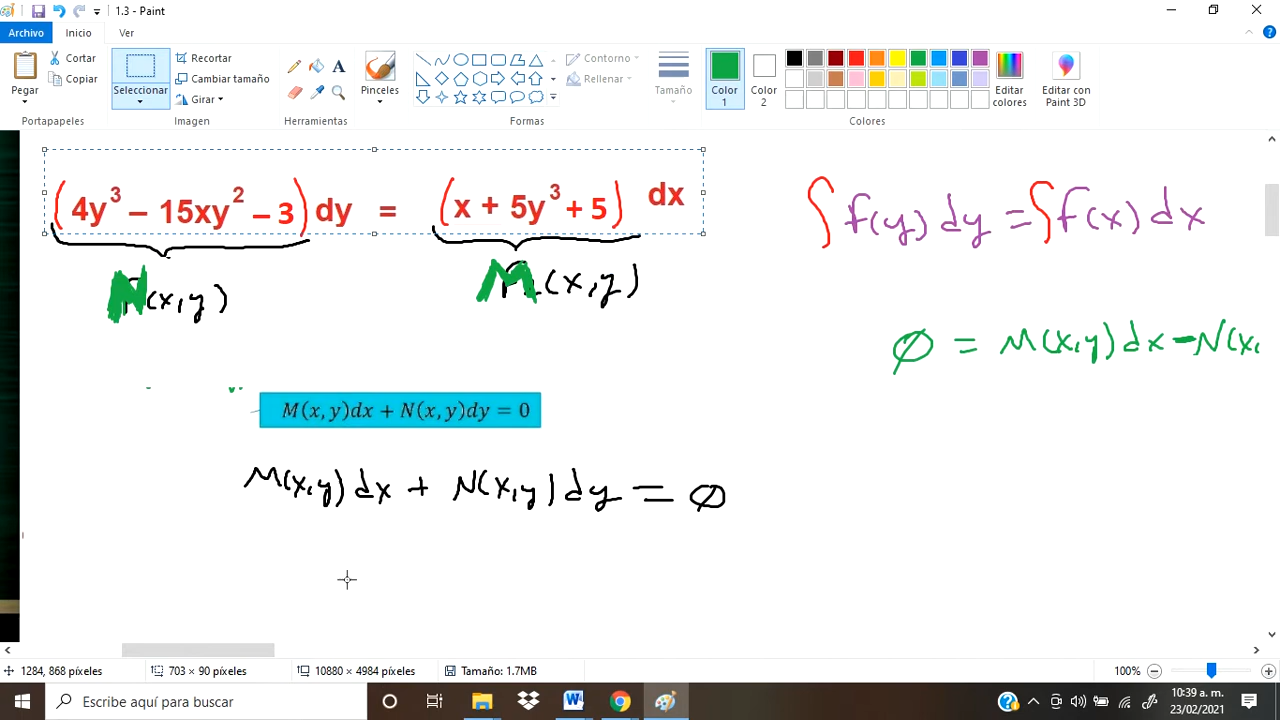 1.3 - Paint
Archivo Inicio Ver
Pegar
Cortar
Copiar
Portapapeles
Seleccionar
Recortar
Cambiar tamaño
Girar
Imagen
A
Herramientas
Pinceles
Contorno
Rellenar
Formas
Tamaño
Color 1
Color 2
Editar colores
Editar con Paint 3D
Colores
(4y³ – 15xy² – 3) dy = (x + 5y³ + 5) dx
N(x,y) M(x,y)
∫f(y)dy = ∫f(x)dx
∅ = M(x,y)dx - N(x,
M(x, y)dx + N(x, y)dy = 0
M(x,y)dx + N(x,y)dy = ∅
1284, 868 píxeles 703 × 90 píxeles 10880 × 4984 píxeles Tamaño: 1.7MB 100%
Escribe aquí para buscar
10:39 a. m.
23/02/2021